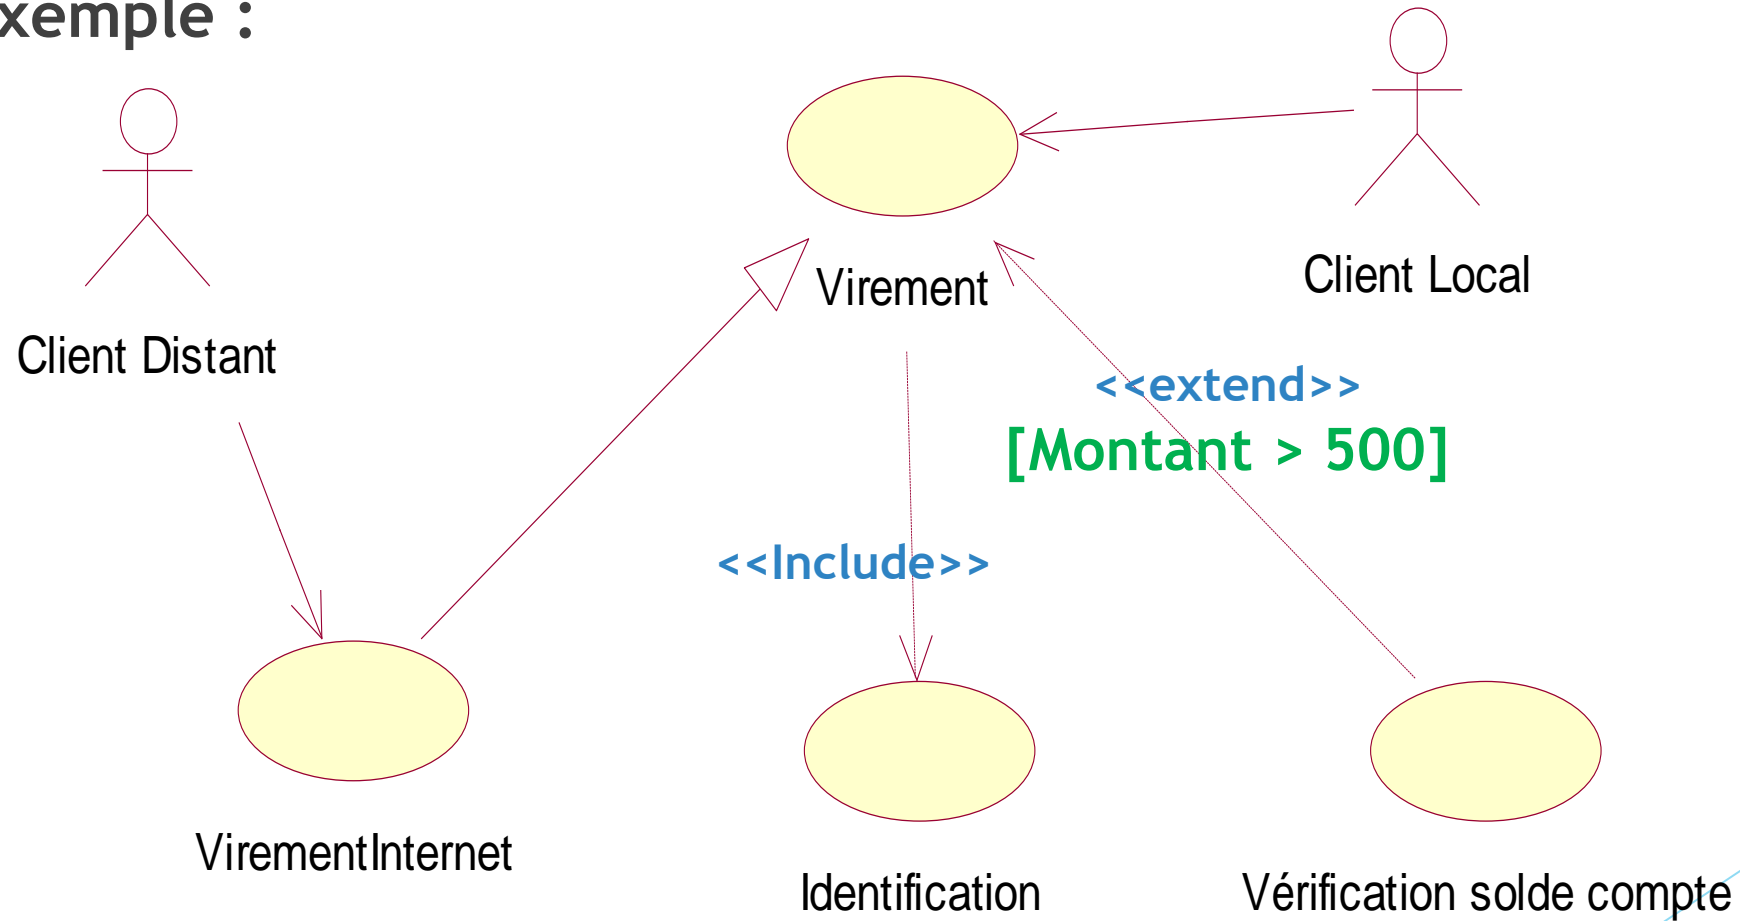 xemple :
Virement
Client Local
Client Distant
<<extend>>
[Montant > 500]
<<Include>>
VirementInternet
Identification
Vérification solde compte